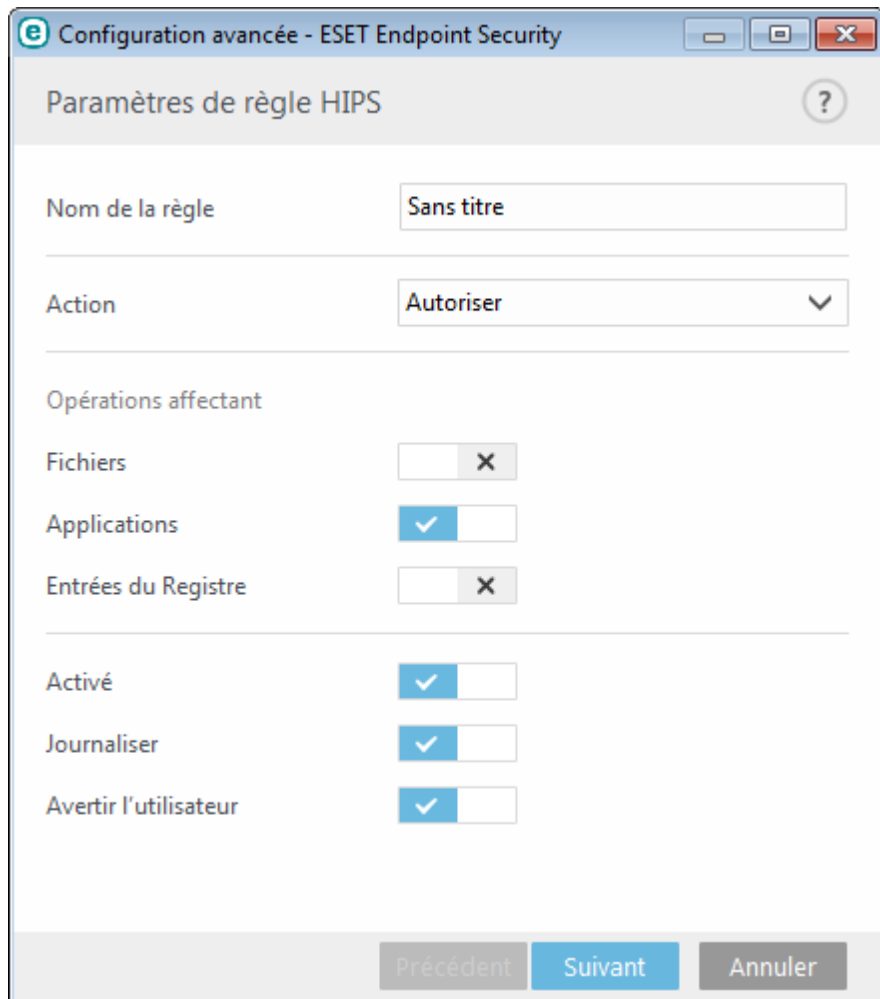 Configuration avancée - ESET Endpoint Security
Paramètres de règle HIPS
?
Nom de la règle
Sans titre
Action
Autoriser
Opérations affectant
Fichiers
Applications
Entrées du Registre
Activé
Journaliser
Avertir l'utilisateur
Précédent
Suivant
Annuler